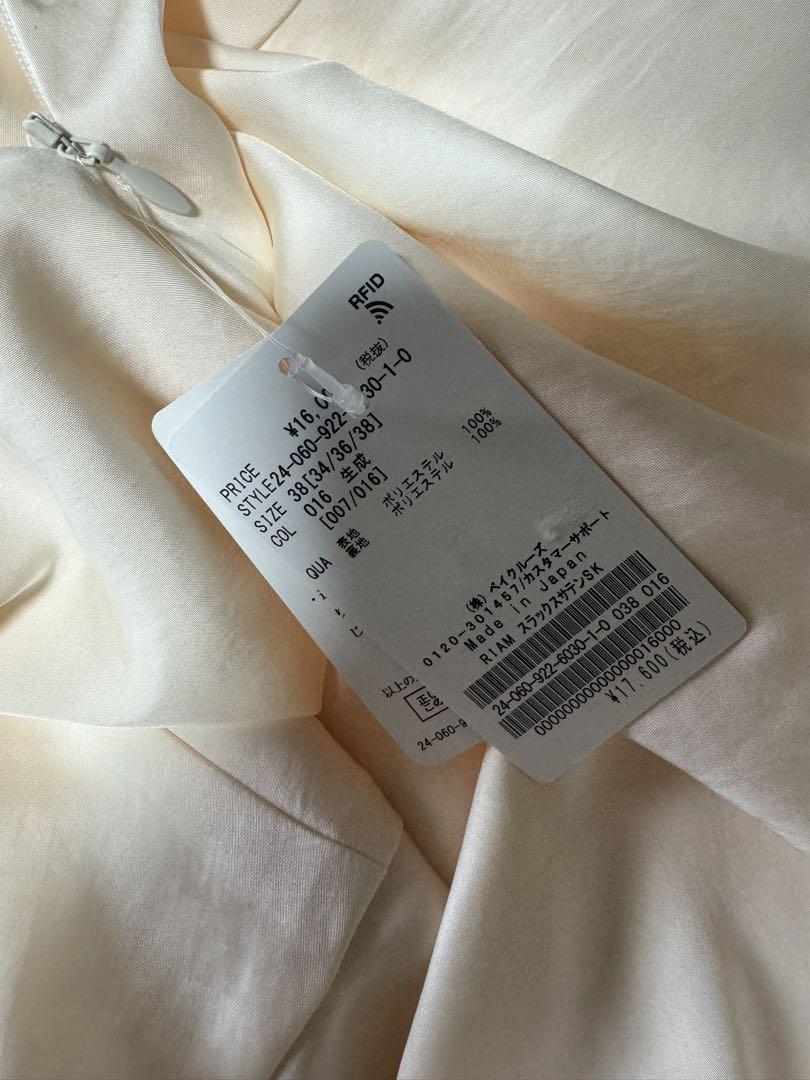 RFID
PRICE ¥16,0 (税抜)
STYLE24-060-922- 30-1-0
SIZE 38[34/36/38]
COL 016 生成
[007/016]
QUA 表地 ポリエステル 100%
裏地 ポリエステル 100%
(株) ベイクルーズ
0120-301457/カスタマーサポート
Made in Japan
RIAM スラックスサテンSK
24-060-922-6030-1-0 038 016
0000000000000000016000
¥17,600(税込)
以上の
24-060-9